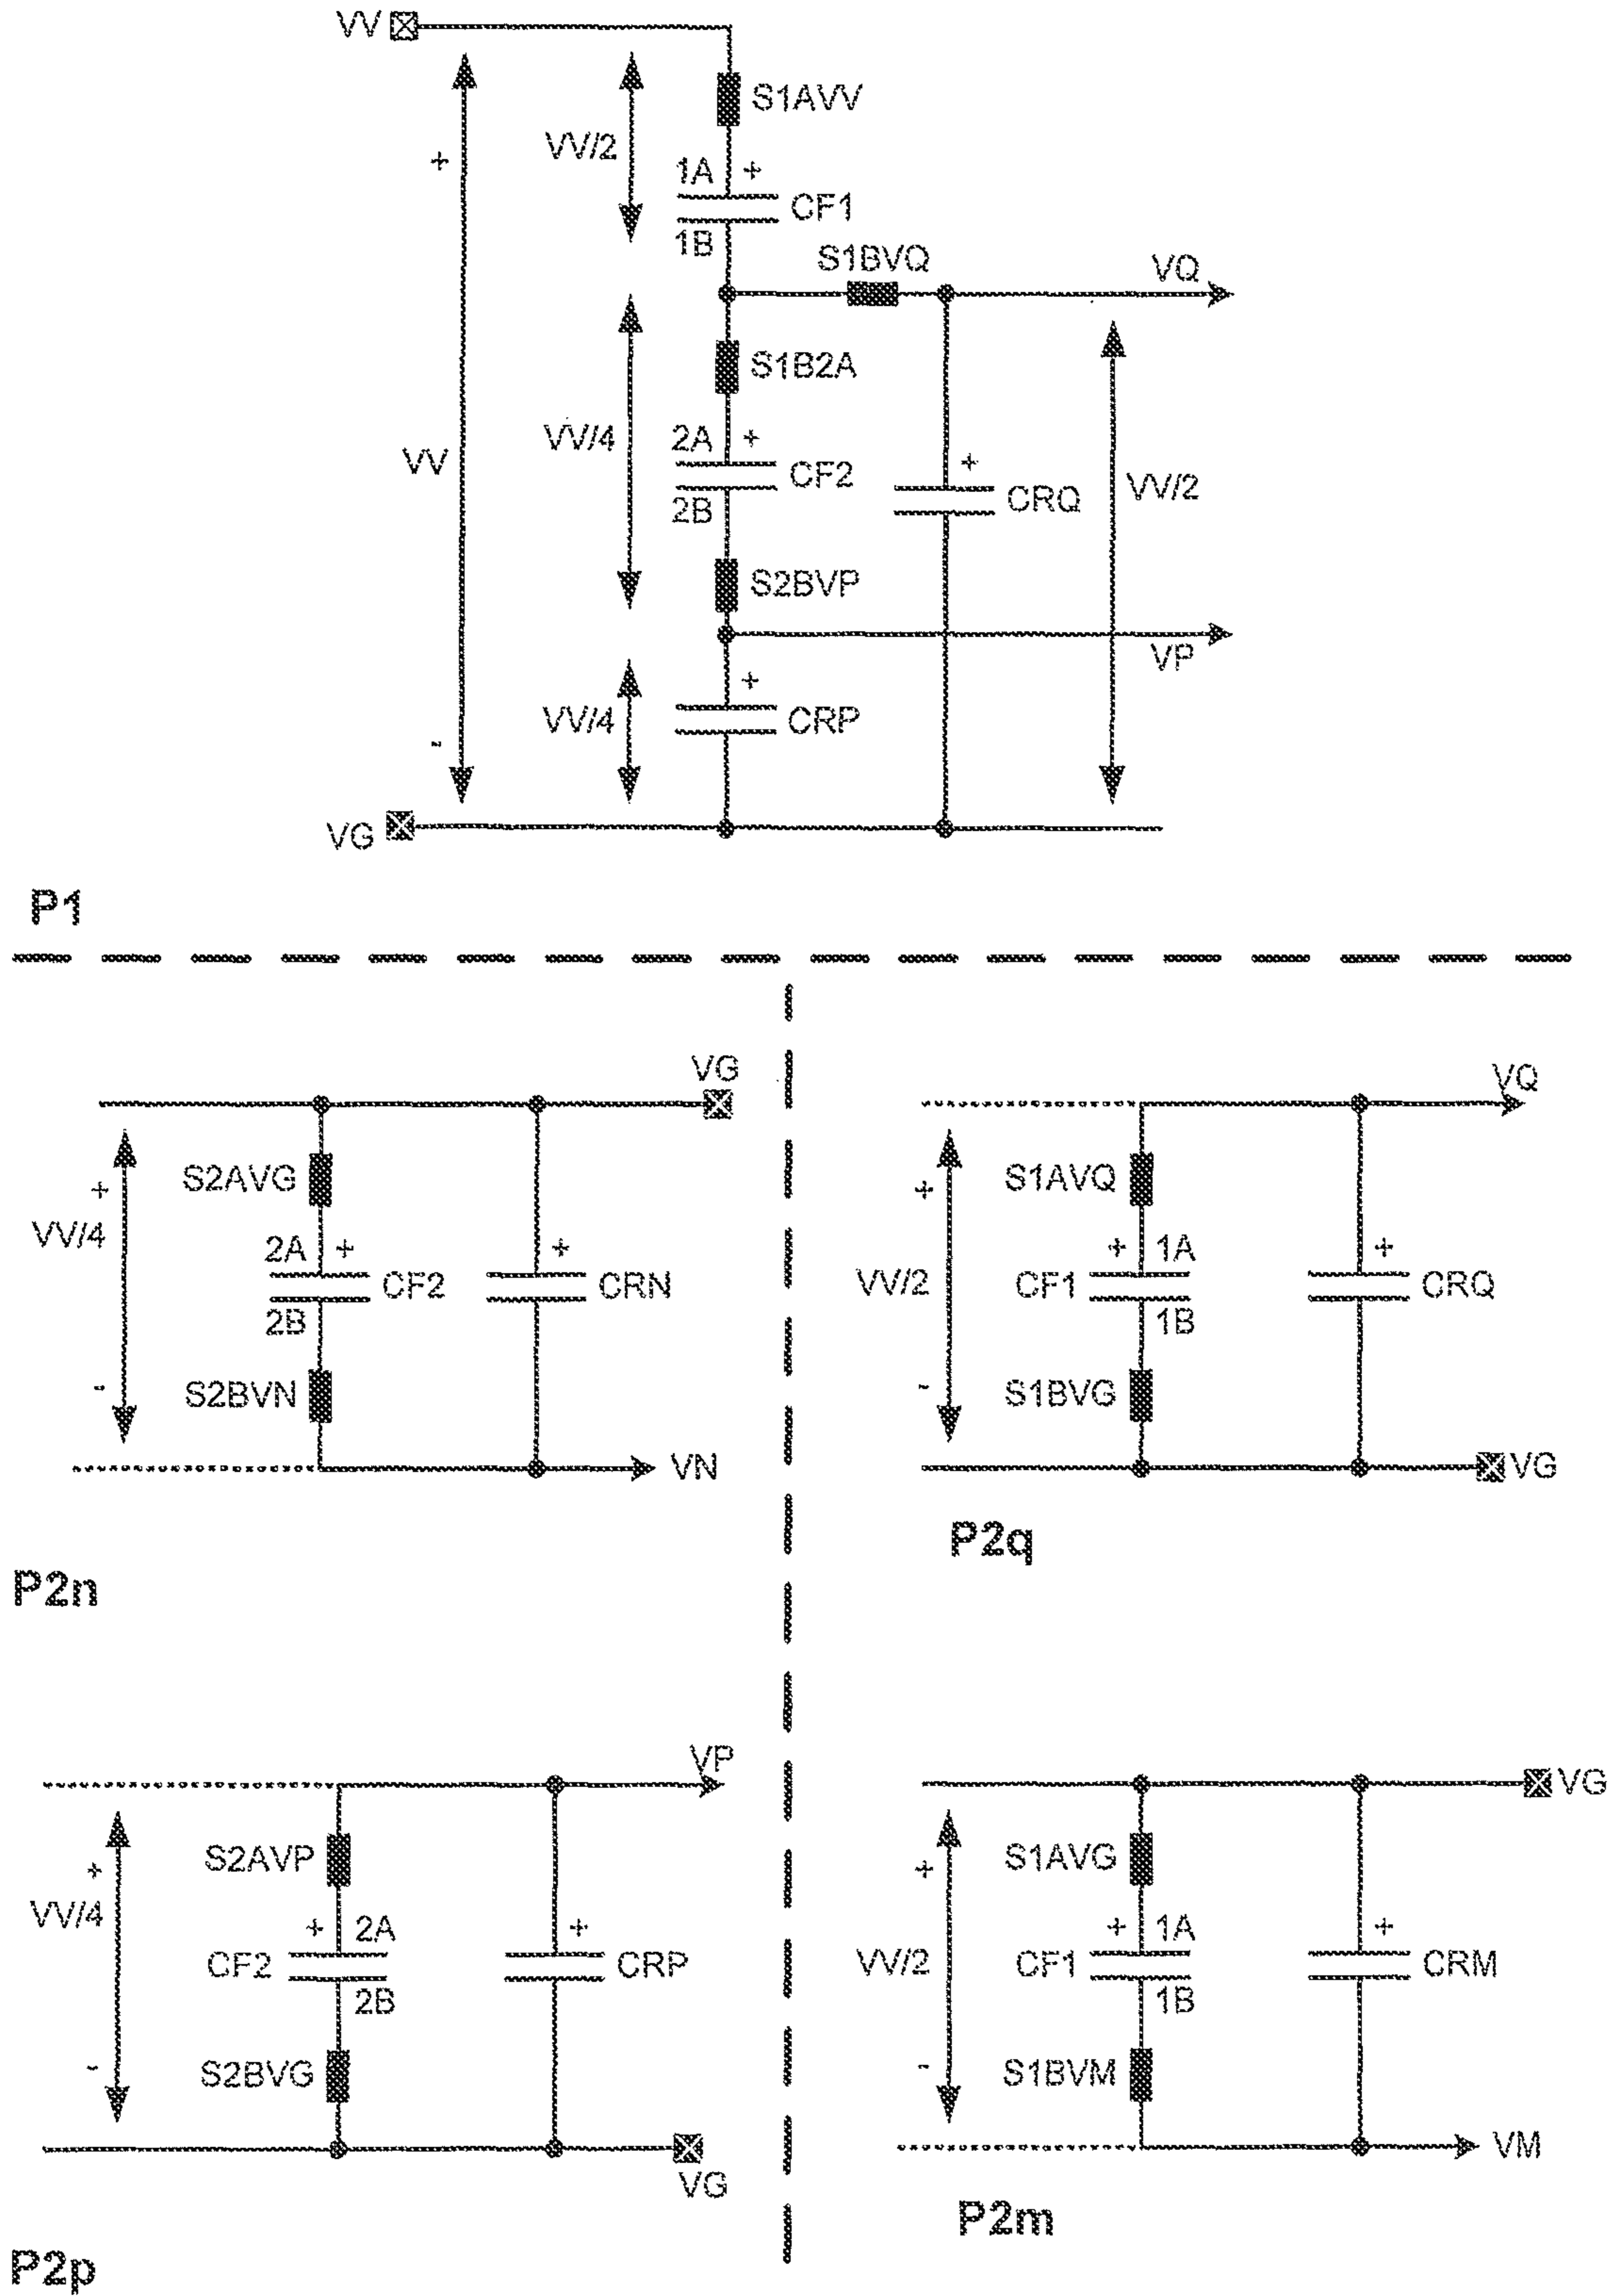 VV
S1AVV
+
VV/2
1A +
CF1
1B
S1BVQ
VQ
S1B2A
VV
VV/4
2A +
CF2
2B
+
CRQ
VV/2
S2BVP
VP
+
-
VV/4
CRP
VG
P1
VG
S2AVG
+
VV/4
2A +
+
CF2
CRN
2B
-
S2BVN
VN
P2n
VQ
S1AVQ
+
VV/2
+ 1A
+
CF1
CRQ
1B
-
S1BVG
VG
P2q
VP
S2AVP
+
VV/4
+ 2A
+
CF2
CRP
2B
-
S2BVG
VG
P2p
VG
S1AVG
+
VV/2
+ 1A
+
CF1
CRM
1B
-
S1BVM
VM
P2m